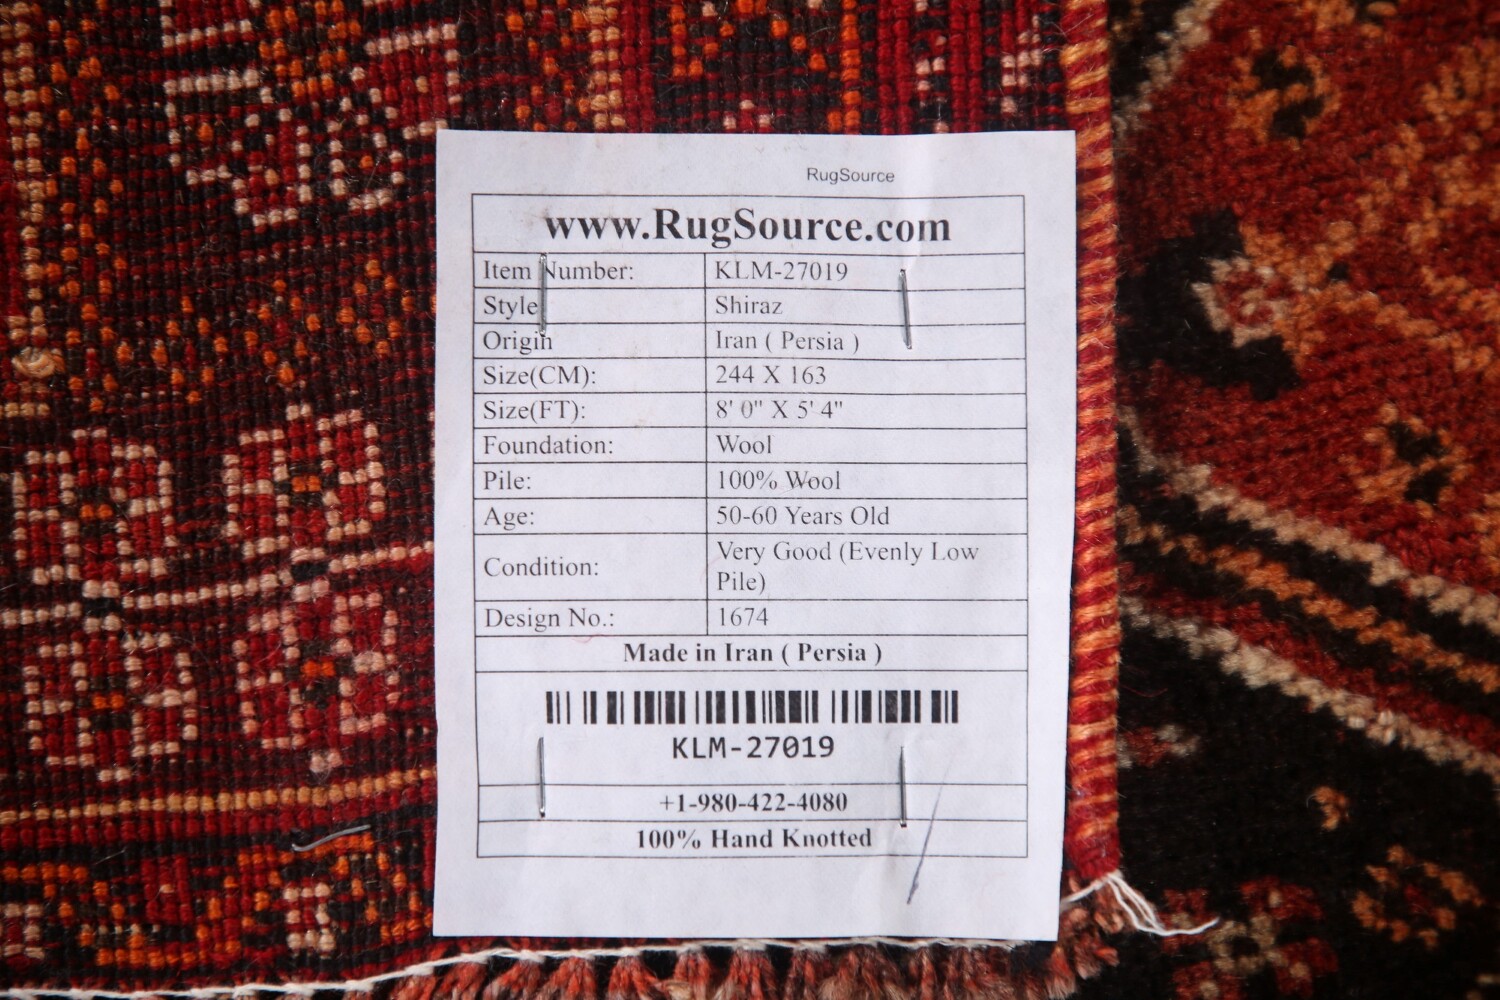 RugSource
www.RugSource.com
Item Number: KLM-27019
Style Shiraz
Origin Iran ( Persia )
Size(CM): 244 X 163
Size(FT): 8' 0" X 5' 4"
Foundation: Wool
Pile: 100% Wool
Age: 50-60 Years Old
Condition: Very Good (Evenly Low
Pile)
Design No.: 1674
Made in Iran ( Persia )
KLM-27019
+1-980-422-4080
100% Hand Knotted